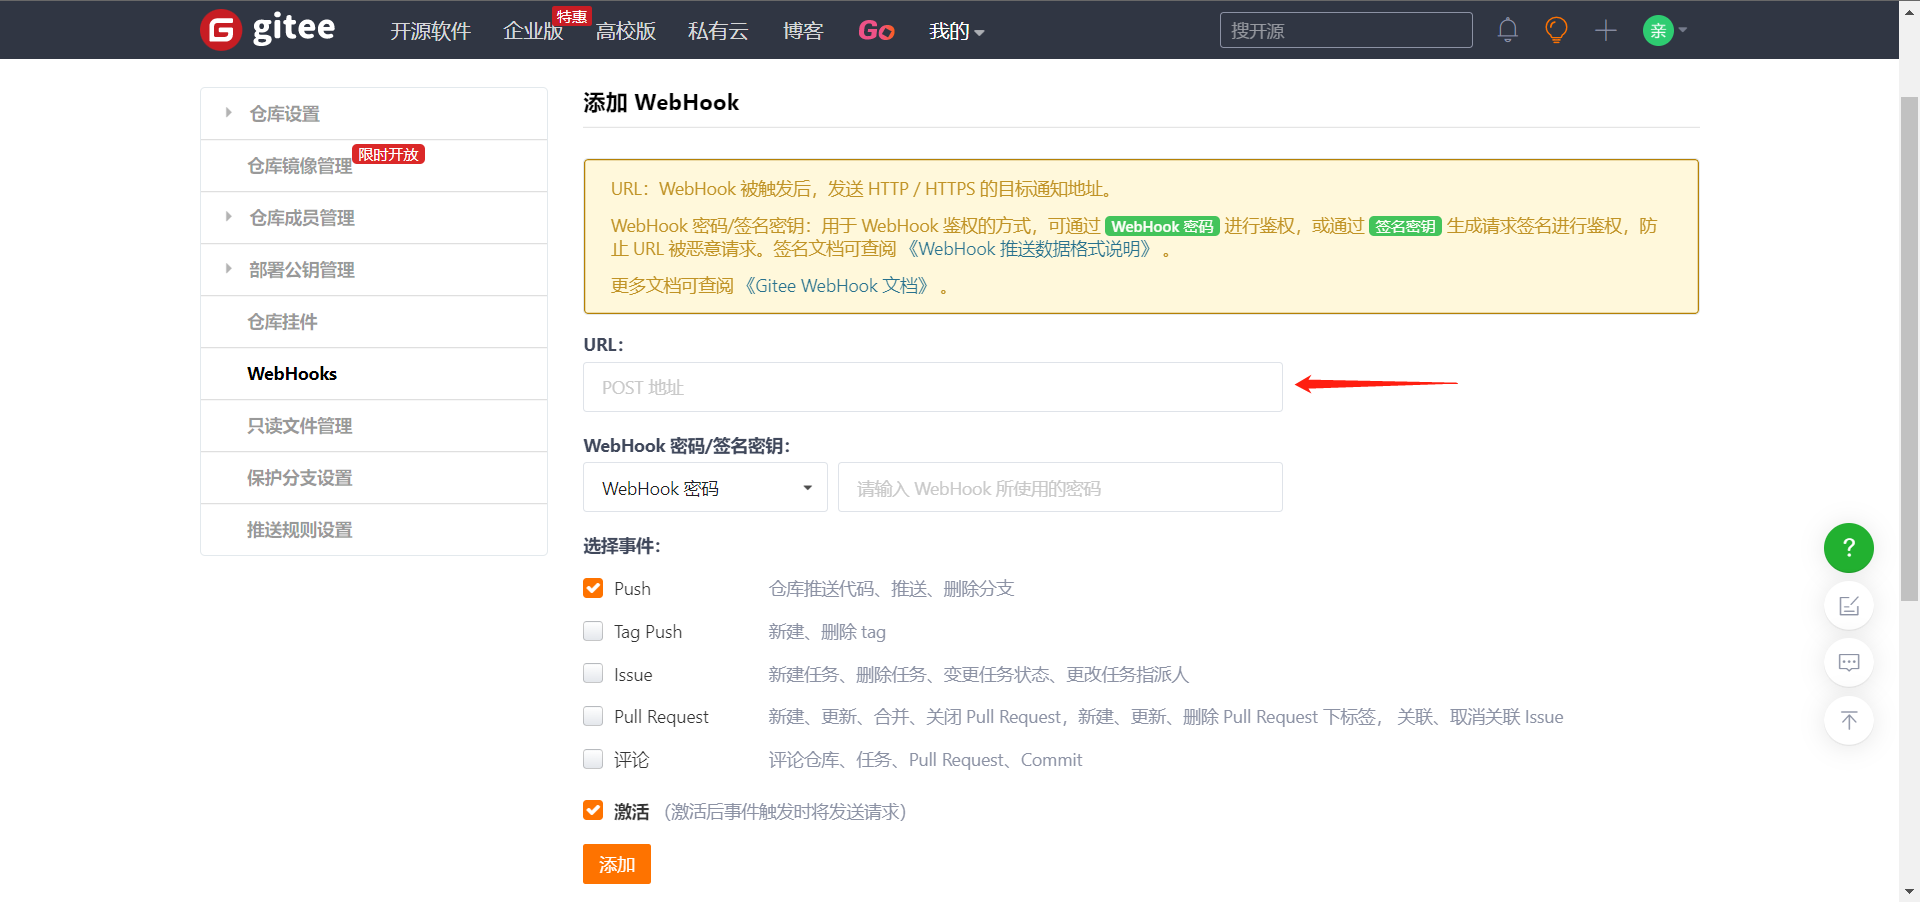 gitee
开源软件
企业版
特惠
高校版
私有云
博客
Go
我的
搜开源
亲
仓库设置
仓库镜像管理
限时开放
仓库成员管理
部署公钥管理
仓库挂件
WebHooks
只读文件管理
保护分支设置
推送规则设置
添加 WebHook
URL：WebHook 被触发后，发送 HTTP / HTTPS 的目标通知地址。
WebHook 密码/签名密钥：用于 WebHook 鉴权的方式，可通过 WebHook 密码 进行鉴权，或通过 签名密钥 生成请求签名进行鉴权，防
止 URL 被恶意请求。签名文档可查阅 《WebHook 推送数据格式说明》 。
更多文档可查阅 《Gitee WebHook 文档》 。
URL：
POST 地址
WebHook 密码/签名密钥：
WebHook 密码
请输入 WebHook 所使用的密码
选择事件：
Push 仓库推送代码、推送、删除分支
Tag Push 新建、删除 tag
Issue 新建任务、删除任务、变更任务状态、更改任务指派人
Pull Request 新建、更新、合并、关闭 Pull Request，新建、更新、删除 Pull Request 下标签， 关联、取消关联 Issue
评论 评论仓库、任务、Pull Request、Commit
激活 （激活后事件触发时将发送请求）
添加
?